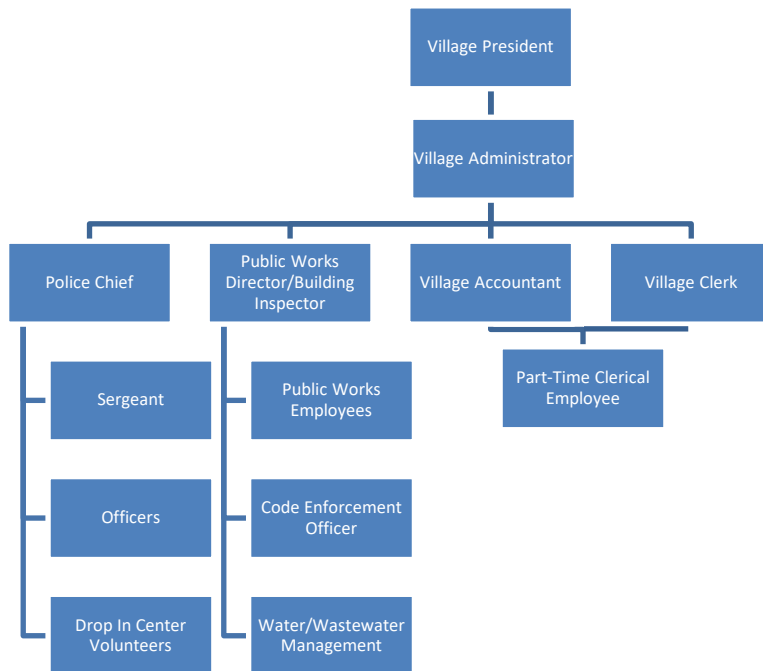 Village President
Village Administrator
Police Chief
Public Works
Director/Building
Inspector
Village Accountant
Village Clerk
Sergeant
Public Works
Employees
Part-Time Clerical
Employee
Officers
Code Enforcement
Officer
Drop In Center
Volunteers
Water/Wastewater
Management